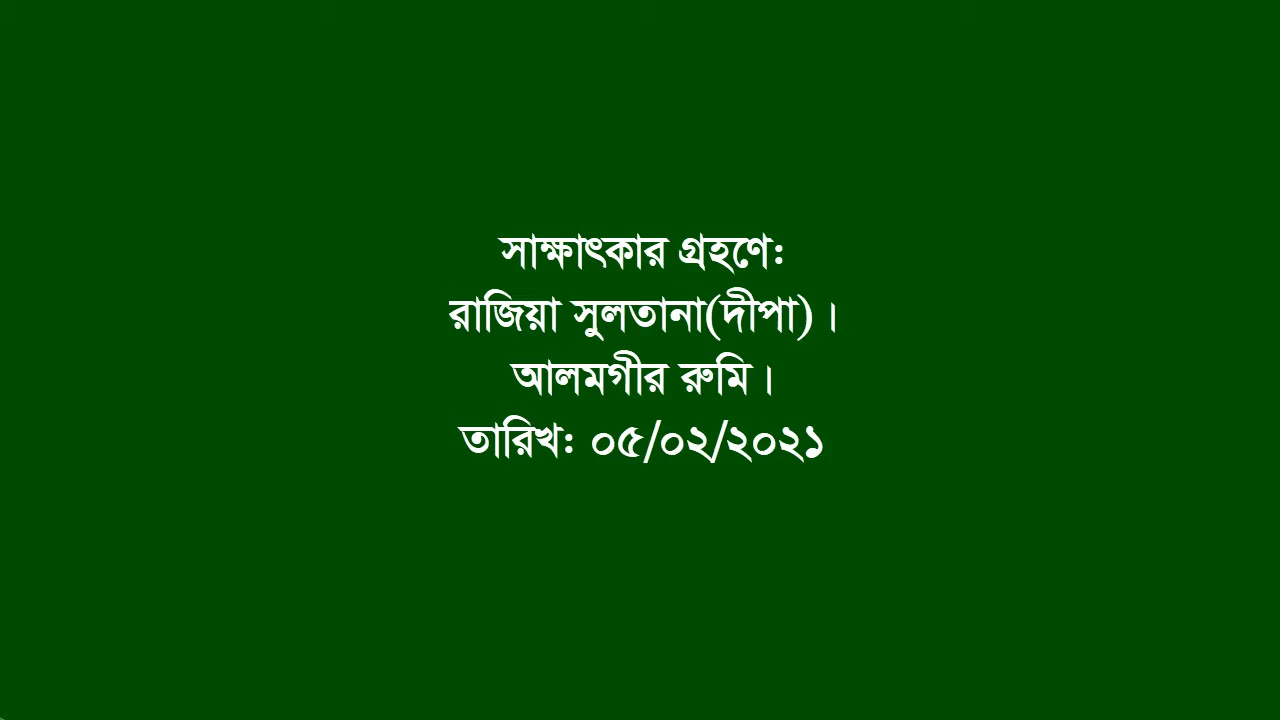 সাক্ষাৎকার গ্রহণে:
রাজিয়া সুলতানা(দীপা)।
আলমগীর রুমি।
তারিখ: ০৫/০২/২০২১